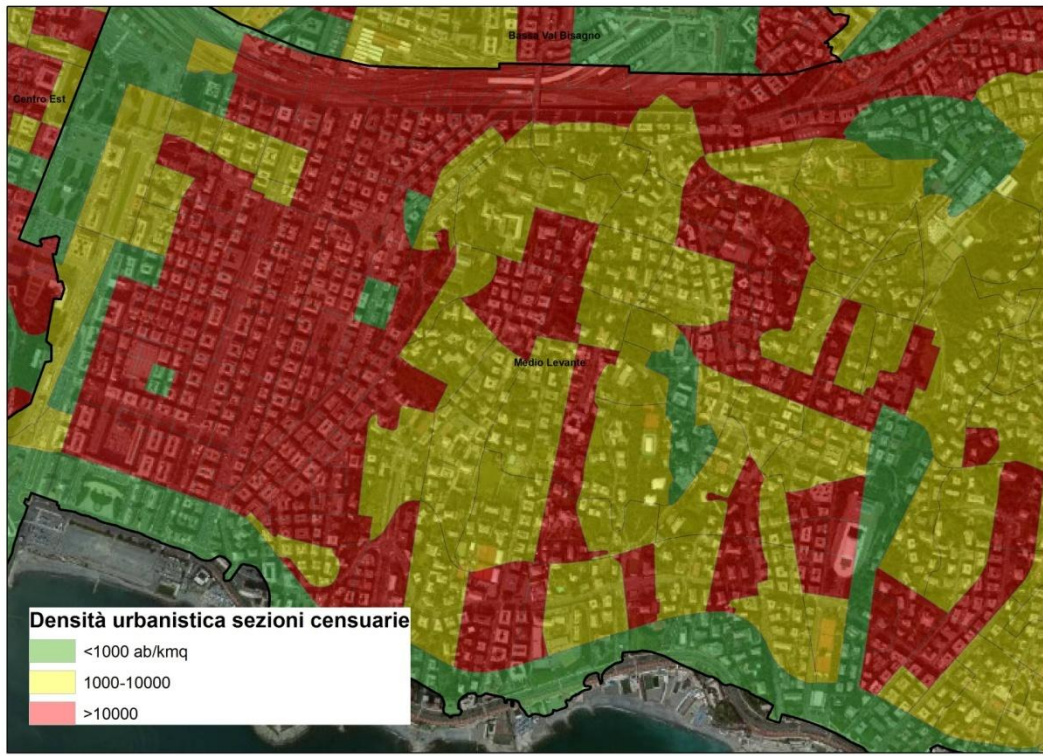 Bassa Val Bisagno
Centro Est
Medio Levante
Densità urbanistica sezioni censuarie
<1000 ab/kmq
1000-10000
>10000